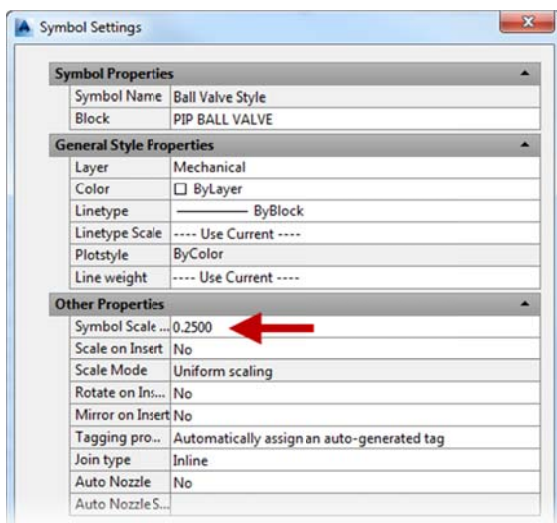 Symbol Settings
Symbol Properties
Symbol Name Ball Valve Style
Block PIP BALL VALVE
General Style Properties
Layer Mechanical
Color ByLayer
Linetype ByBlock
Linetype Scale ---- Use Current ----
Plotstyle ByColor
Line weight ---- Use Current ----
Other Properties
Symbol Scale ... 0.2500
Scale on Insert No
Scale Mode Uniform scaling
Rotate on Ins... No
Mirror on Insert No
Tagging pro... Automatically assign an auto-generated tag
Join type Inline
Auto Nozzle No
Auto Nozzle S...